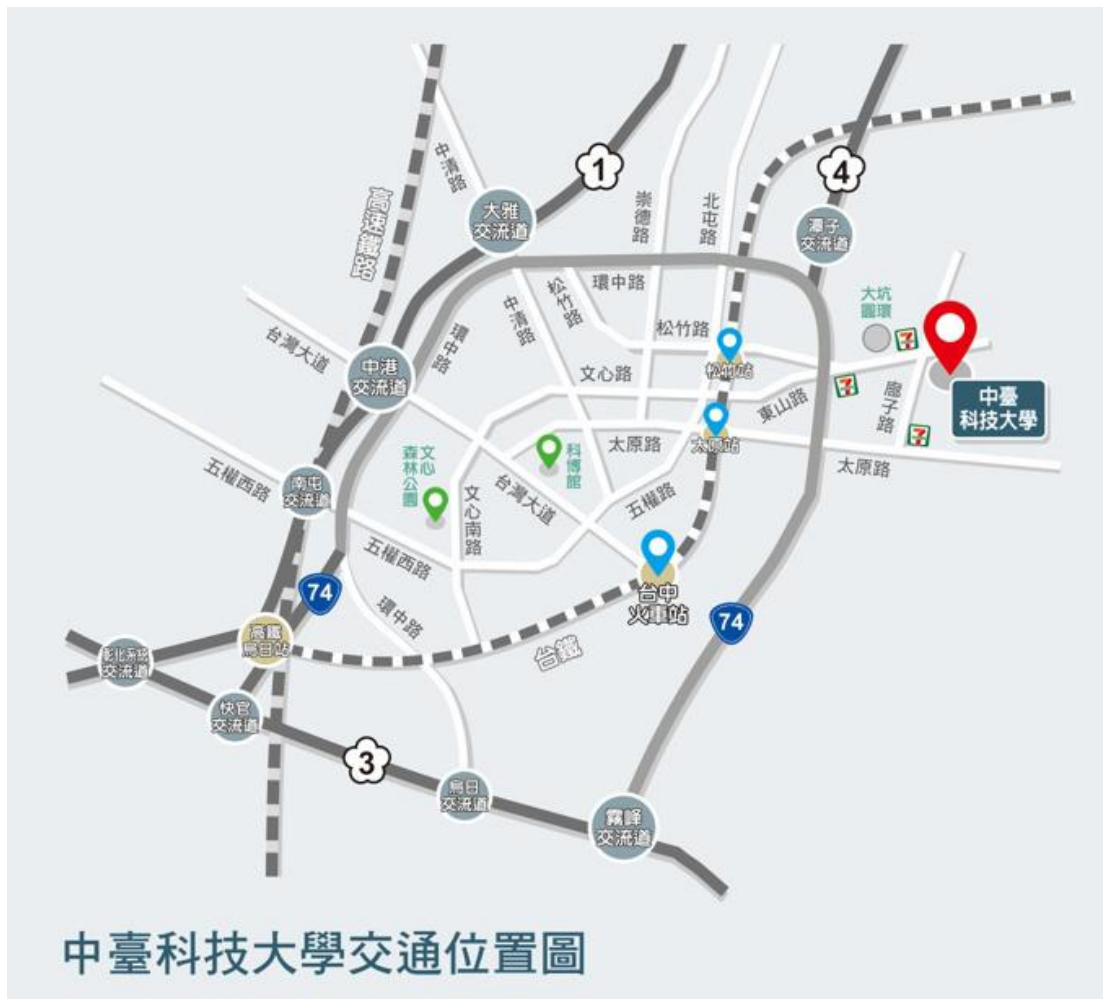 1
4
中清路
高速鐵路
大雅
交流道
崇德路
北屯路
潭子
交流道
環中路
松竹路
中清路
大坑
圓環
7
台灣大道
環中路
松竹路
中港
交流道
文心路
松竹站
7
廍子路
中臺
科技大學
東山路
太原站
7
太原路
太原路
科博館
文心
森林公園
五權西路
南屯
交流道
台灣大道
五權路
文心南路
五權西路
74
環中路
台中
火車站
74
高鐵
烏日站
台鐵
彰化系統
交流道
快官
交流道
3
烏日
交流道
霧峰
交流道
中臺科技大學交通位置圖